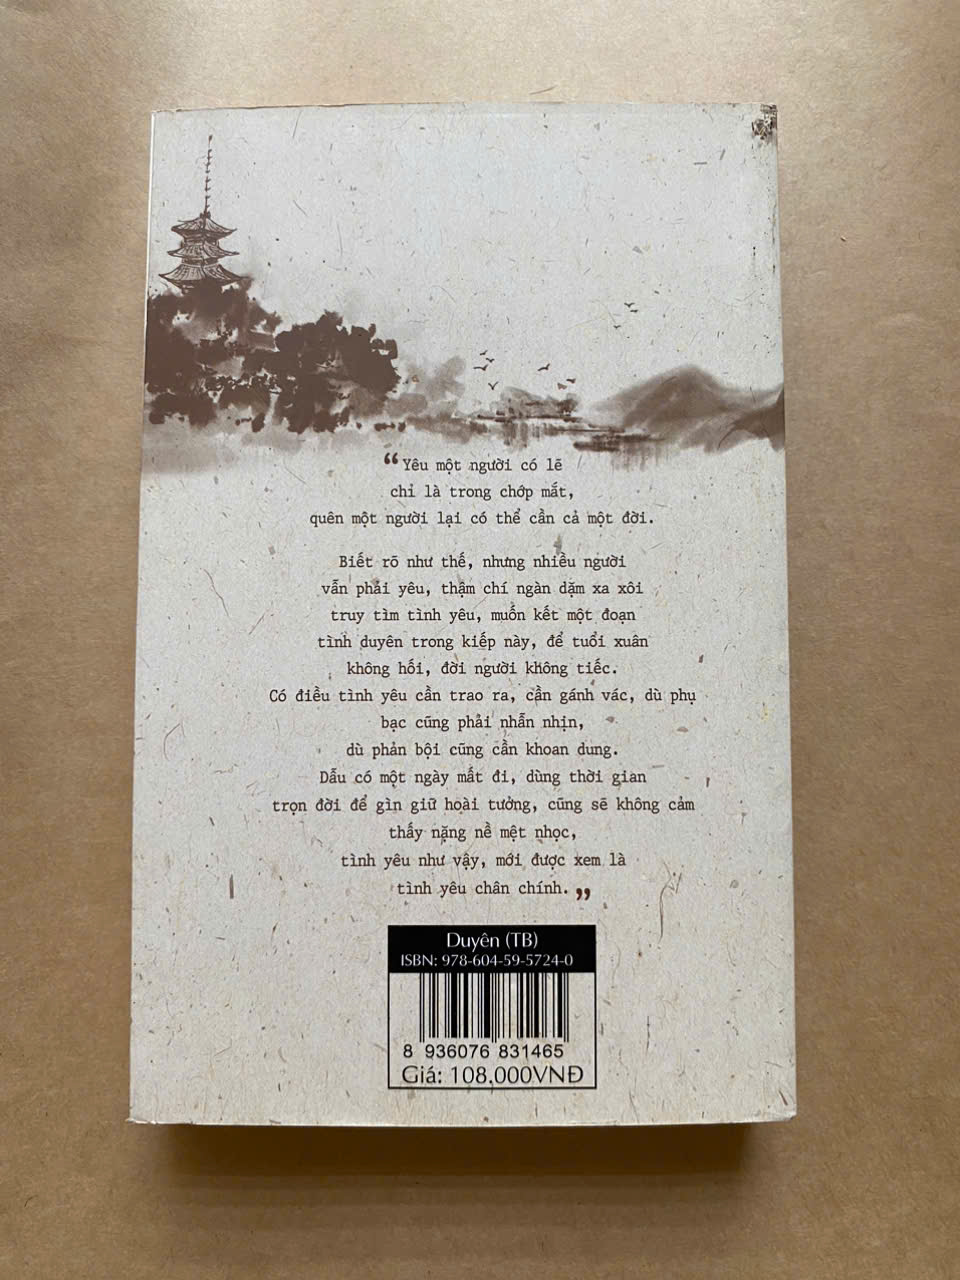 “Yêu một người có lẽ
chỉ là trong chớp mắt,
quên một người lại có thể cần cả một đời.
Biết rõ như thế, nhưng nhiều người
vẫn phải yêu, thậm chí ngàn dặm xa xôi
truy tìm tình yêu, muốn kết một đoạn
tình duyên trong kiếp này, để tuổi xuân
không hối, đời người không tiếc.
Có điều tình yêu cần trao ra, cần gánh vác, dù phụ
bạc cũng phải nhẫn nhịn,
dù phản bội cũng cần khoan dung.
Dẫu có một ngày mất đi, dùng thời gian
trọn đời để gìn giữ hoài tưởng, cũng sẽ không cảm
thấy nặng nề mệt nhọc,
tình yêu như vậy, mới được xem là
tình yêu chân chính.”
Duyên (TB)
ISBN: 978-604-59-5724-0
8 936076 831465
Giá: 108.000VNĐ